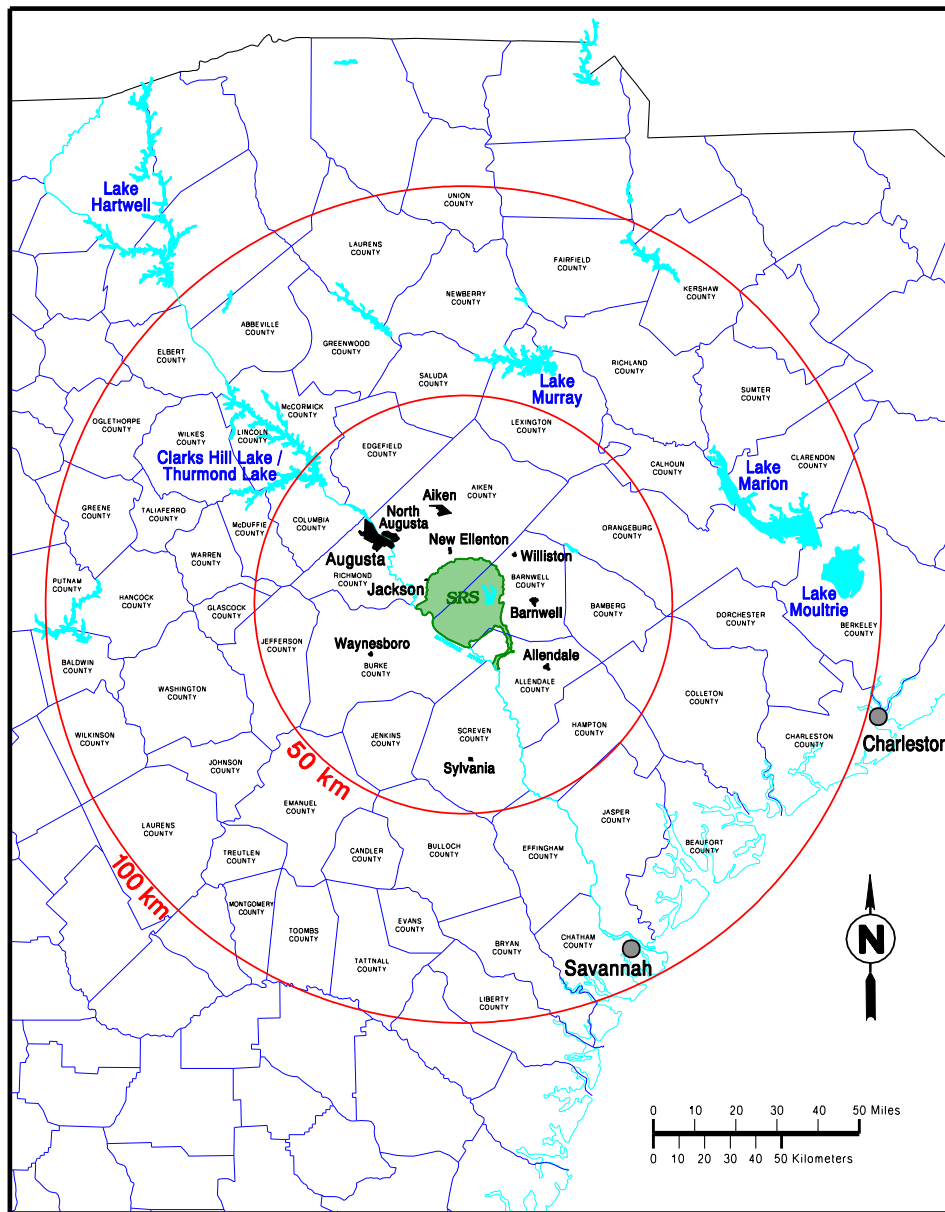 UNION
COUNTY
Lake
Hartwell
LAURENS
COUNTY
FAIRFIELD
COUNTY
NEWBERRY
COUNTY
KERSHAW
COUNTY
ABBEVILLE
COUNTY
GREENWOOD
COUNTY
ELBERT
COUNTY
RICHLAND
COUNTY
SALUDA
COUNTY
Lake
Murray
SUMTER
COUNTY
McCORMICK
COUNTY
OGLETHORPE
COUNTY
WILKES
COUNTY
LINCOLN
COUNTY
LEXINGTON
COUNTY
EDGEFIELD
COUNTY
Clarks Hill Lake /
Thurmond Lake
CALHOUN
COUNTY
Lake
Marion
CLARENDON
COUNTY
AIKEN
COUNTY
Aiken
GREENE
COUNTY
TALIAFERRO
COUNTY
McDUFFIE
COUNTY
COLUMBIA
COUNTY
North
Augusta
ORANGEBURG
COUNTY
New Ellenton
Augusta
Williston
WARREN
COUNTY
RICHMOND
COUNTY
Jackson
BARNWELL
COUNTY
PUTNAM
COUNTY
HANCOCK
COUNTY
GLASCOCK
COUNTY
SRS
Barnwell
BAMBERG
COUNTY
DORCHESTER
COUNTY
Lake
Moultrie
BERKELEY
COUNTY
JEFFERSON
COUNTY
Waynesboro
BURKE
COUNTY
Allendale
ALLENDALE
COUNTY
BALDWIN
COUNTY
WASHINGTON
COUNTY
COLLETON
COUNTY
WILKINSON
COUNTY
JENKINS
COUNTY
SCREVEN
COUNTY
HAMPTON
COUNTY
CHARLESTON
COUNTY
Charleston
JOHNSON
COUNTY
50 km
Sylvania
EMANUEL
COUNTY
JASPER
COUNTY
LAURENS
COUNTY
TREUTLEN
COUNTY
CANDLER
COUNTY
BULLOCH
COUNTY
EFFINGHAM
COUNTY
BEAUFORT
COUNTY
100 km
MONTGOMERY
COUNTY
TOOMBS
COUNTY
EVANS
COUNTY
BRYAN
COUNTY
CHATHAM
COUNTY
N
TATTNALL
COUNTY
Savannah
LIBERTY
COUNTY
0 10 20 30 40 50 Miles
0 10 20 30 40 50 Kilometers